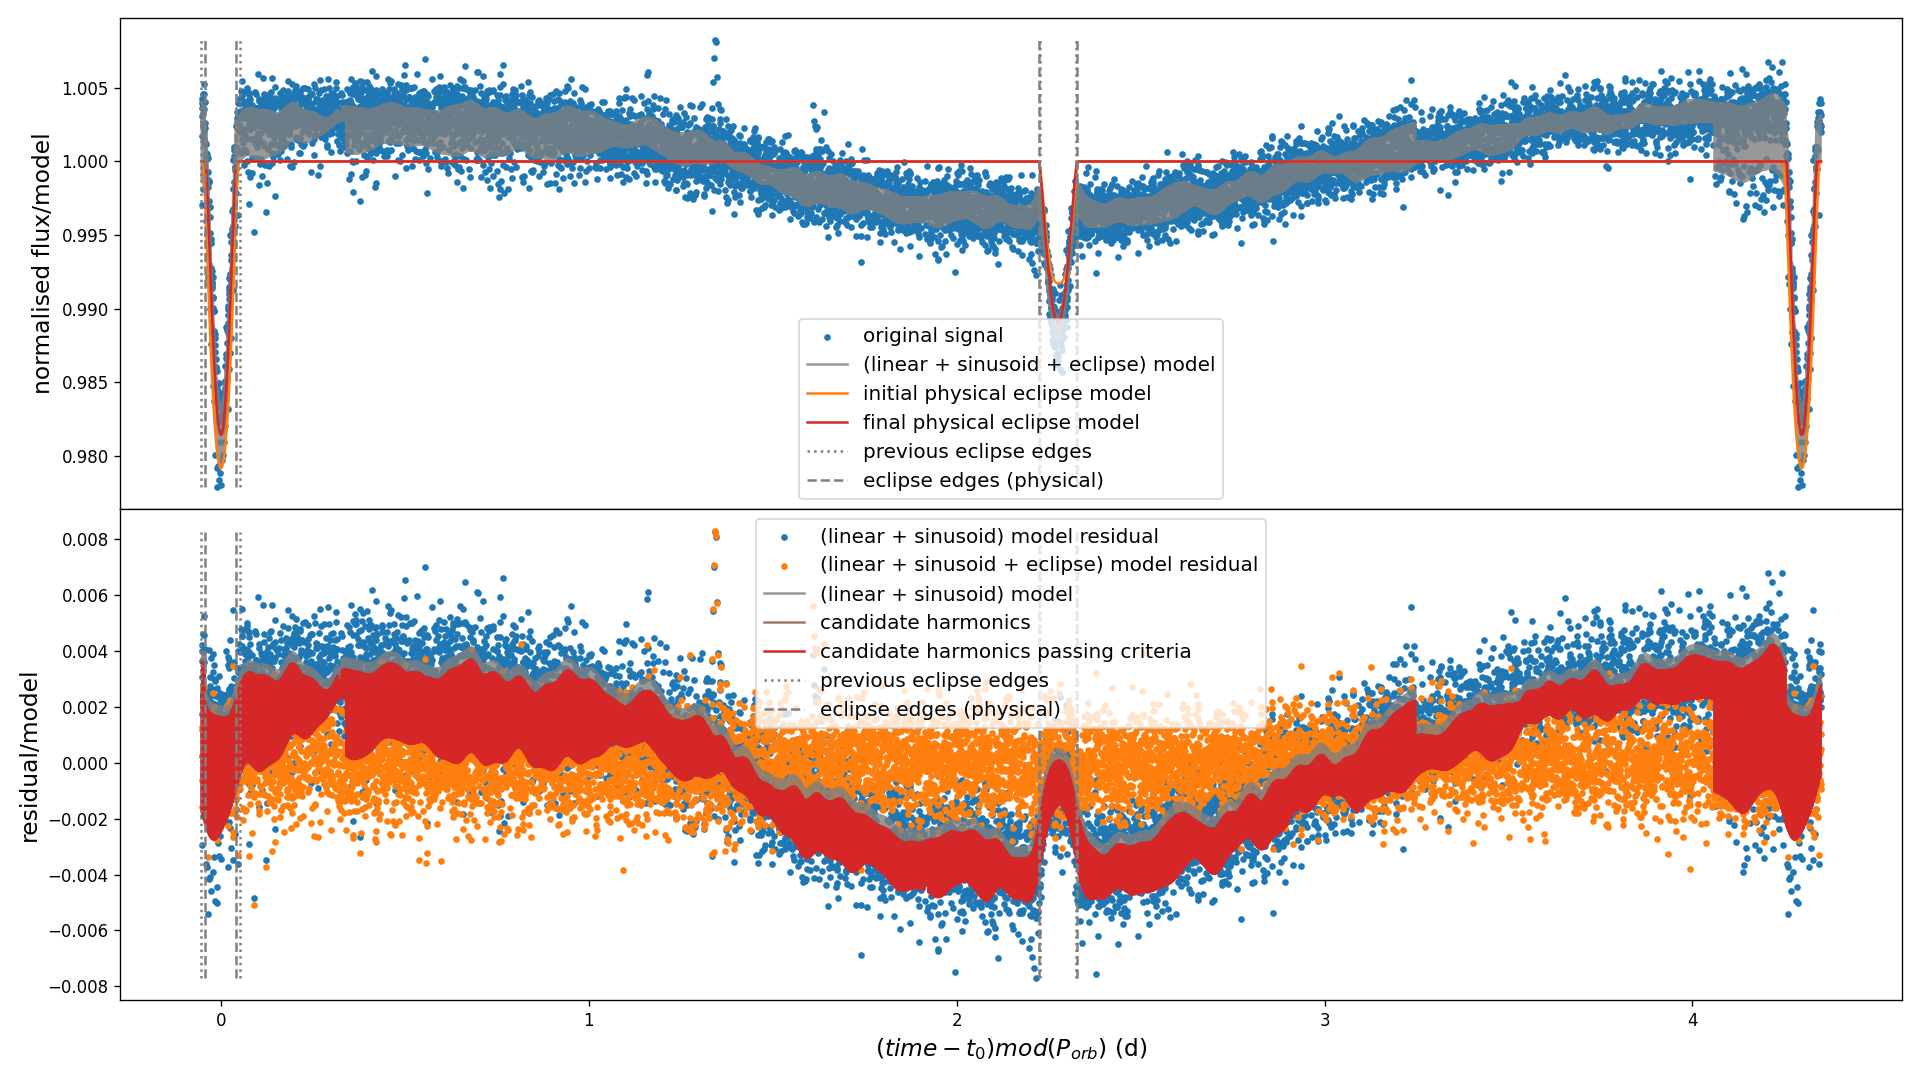 normalised flux/model
1.005
1.000
0.995
0.990
0.985
0.980
original signal
(linear + sinusoid + eclipse) model
initial physical eclipse model
final physical eclipse model
previous eclipse edges
eclipse edges (physical)
residual/model
0.008
0.006
0.004
0.002
0.000
−0.002
−0.004
−0.006
−0.008
(linear + sinusoid) model residual
(linear + sinusoid + eclipse) model residual
(linear + sinusoid) model
candidate harmonics
candidate harmonics passing criteria
previous eclipse edges
eclipse edges (physical)
0 1 2 3 4
(time − t₀)mod(P_orb) (d)